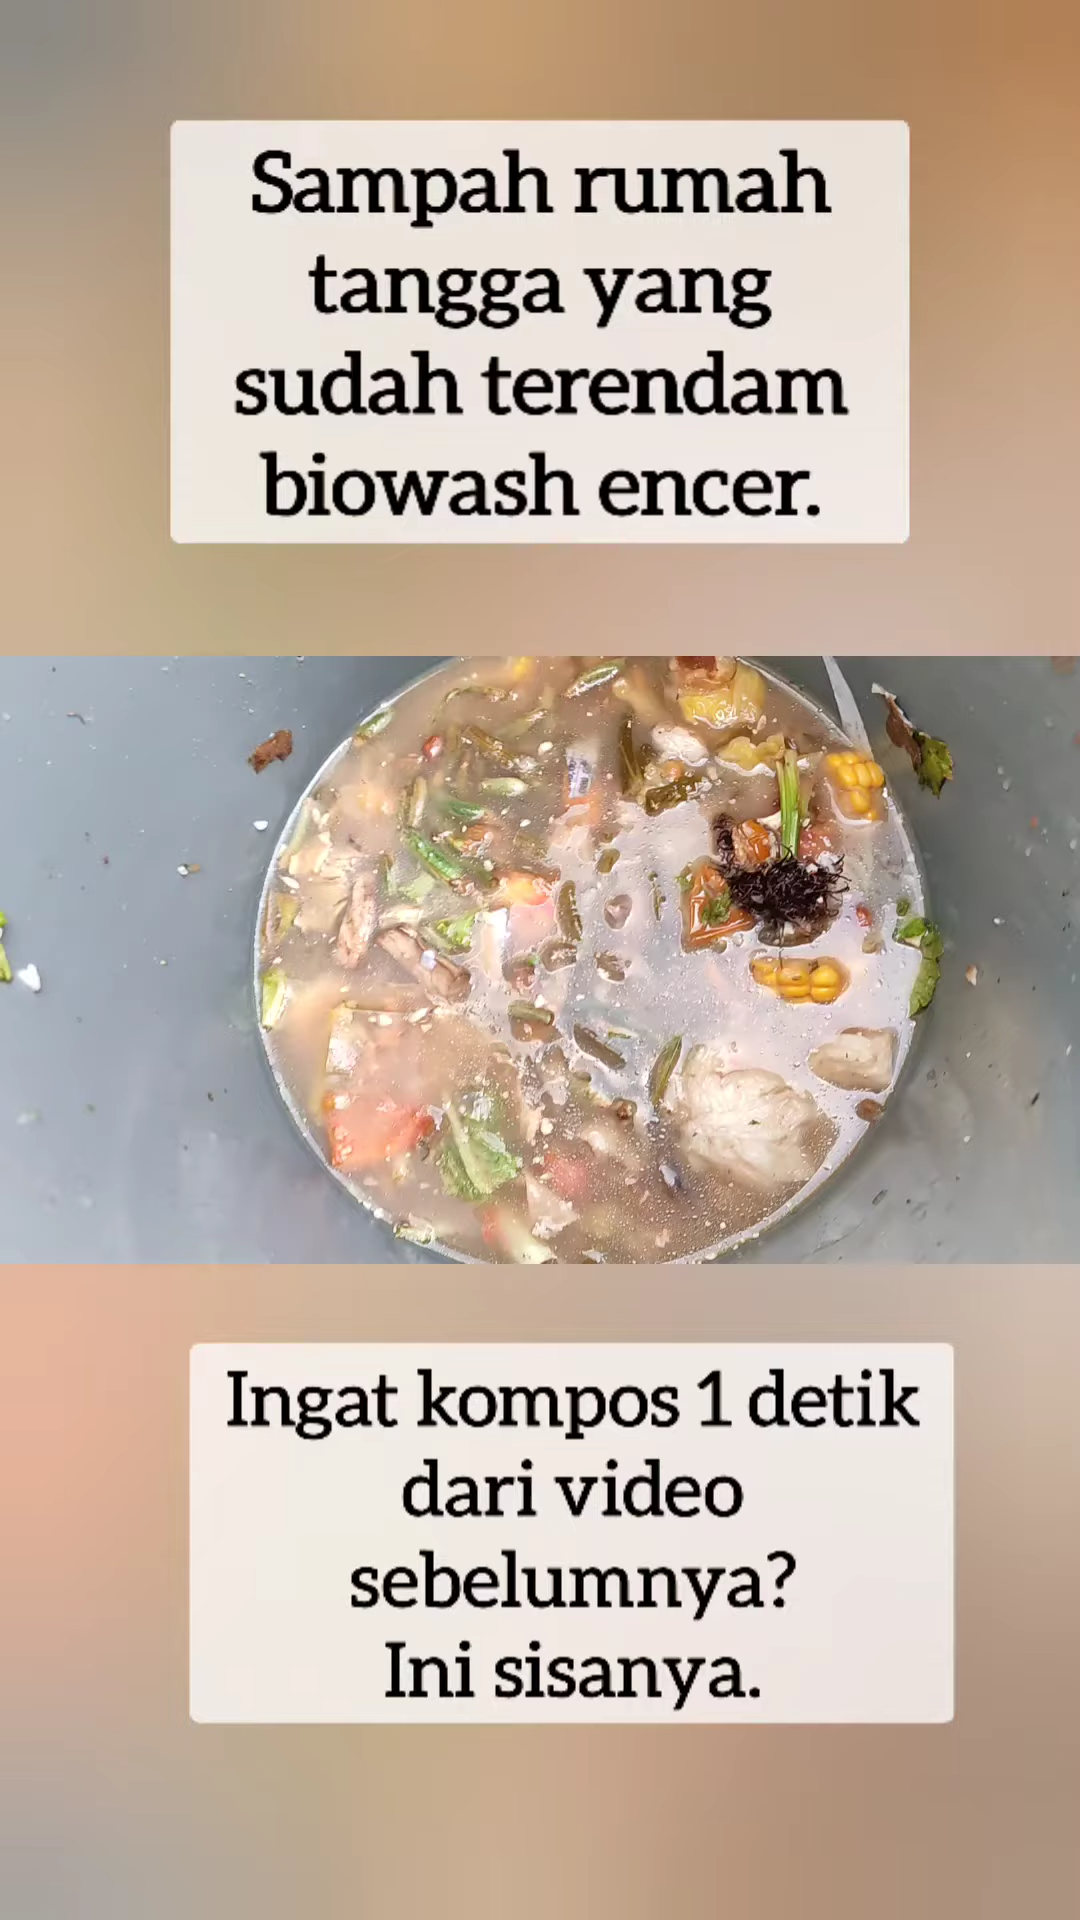 Sampah rumah
tangga yang
sudah terendam
biowash encer.
Ingat kompos 1 detik
dari video
sebelumnya?
Ini sisanya.